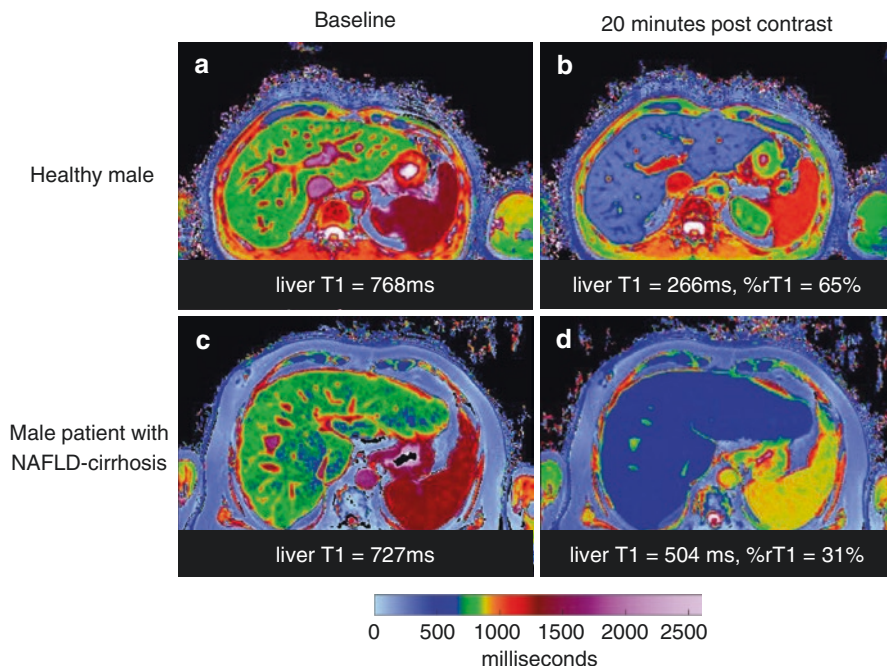 Baseline
20 minutes post contrast
a
b
Healthy male
liver T1 = 768ms
liver T1 = 266ms, %rT1 = 65%
c
d
Male patient with
NAFLD-cirrhosis
liver T1 = 727ms
liver T1 = 504 ms, %rT1 = 31%
0 500 1000 1500 2000 2500
milliseconds